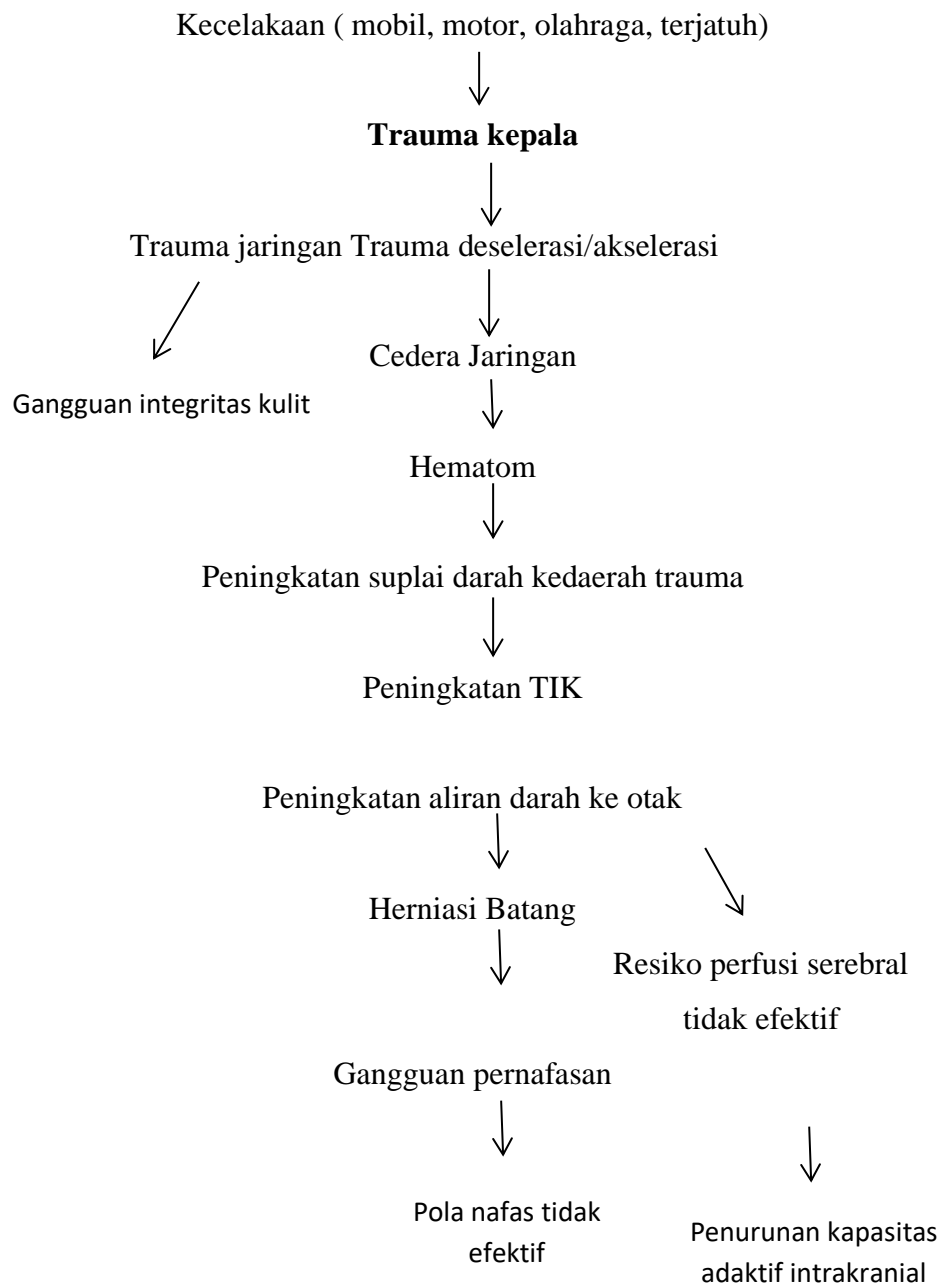 Kecelakaan ( mobil, motor, olahraga, terjatuh)
Trauma kepala
Trauma jaringan Trauma deselerasi/akselerasi
Cedera Jaringan
Gangguan integritas kulit
Hematom
Peningkatan suplai darah kedaerah trauma
Peningkatan TIK
Peningkatan aliran darah ke otak
Herniasi Batang
Resiko perfusi serebral
tidak efektif
Gangguan pernafasan
Pola nafas tidak
efektif
Penurunan kapasitas
adaptif intrakranial